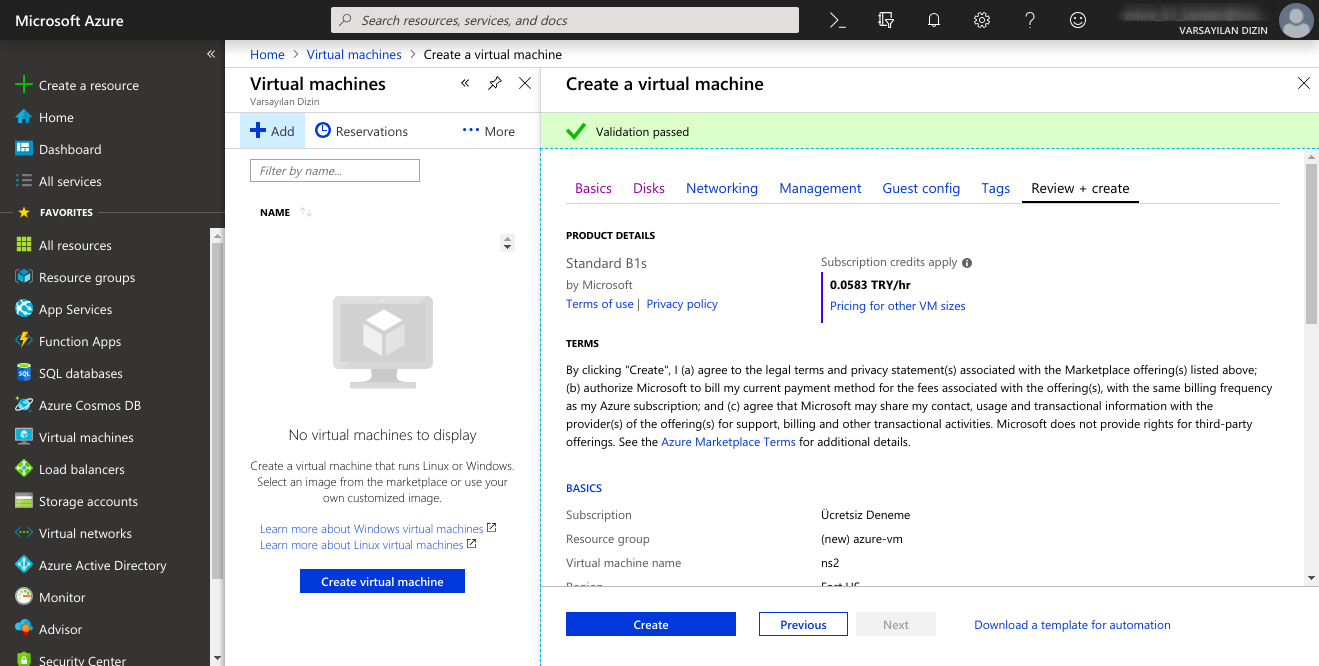 Microsoft Azure
Search resources, services, and docs
VARSAYILAN DIZIN
Create a resource
Home
Dashboard
All services
FAVORITES
All resources
Resource groups
App Services
Function Apps
SQL databases
Azure Cosmos DB
Virtual machines
Load balancers
Storage accounts
Virtual networks
Azure Active Directory
Monitor
Advisor
Security Center
Home > Virtual machines > Create a virtual machine
Virtual machines
Varsayılan Dizin
Add Reservations ••• More
Filter by name...
NAME
No virtual machines to display
Create a virtual machine that runs Linux or Windows.
Select an image from the marketplace or use your
own customized image.
Learn more about Windows virtual machines
Learn more about Linux virtual machines
Create virtual machine
Create a virtual machine
Validation passed
Basics Disks Networking Management Guest config Tags Review + create
PRODUCT DETAILS
Standard B1s
by Microsoft
Terms of use | Privacy policy
Subscription credits apply
0.0583 TRY/hr
Pricing for other VM sizes
TERMS
By clicking "Create", I (a) agree to the legal terms and privacy statement(s) associated with the Marketplace offering(s) listed above;
(b) authorize Microsoft to bill my current payment method for the fees associated with the offering(s), with the same billing frequency
as my Azure subscription; and (c) agree that Microsoft may share my contact, usage and transactional information with the
provider(s) of the offering(s) for support, billing and other transactional activities. Microsoft does not provide rights for third-party
offerings. See the Azure Marketplace Terms for additional details.
BASICS
Subscription Ücretsiz Deneme
Resource group (new) azure-vm
Virtual machine name ns2
Region East US
Create Previous Next Download a template for automation